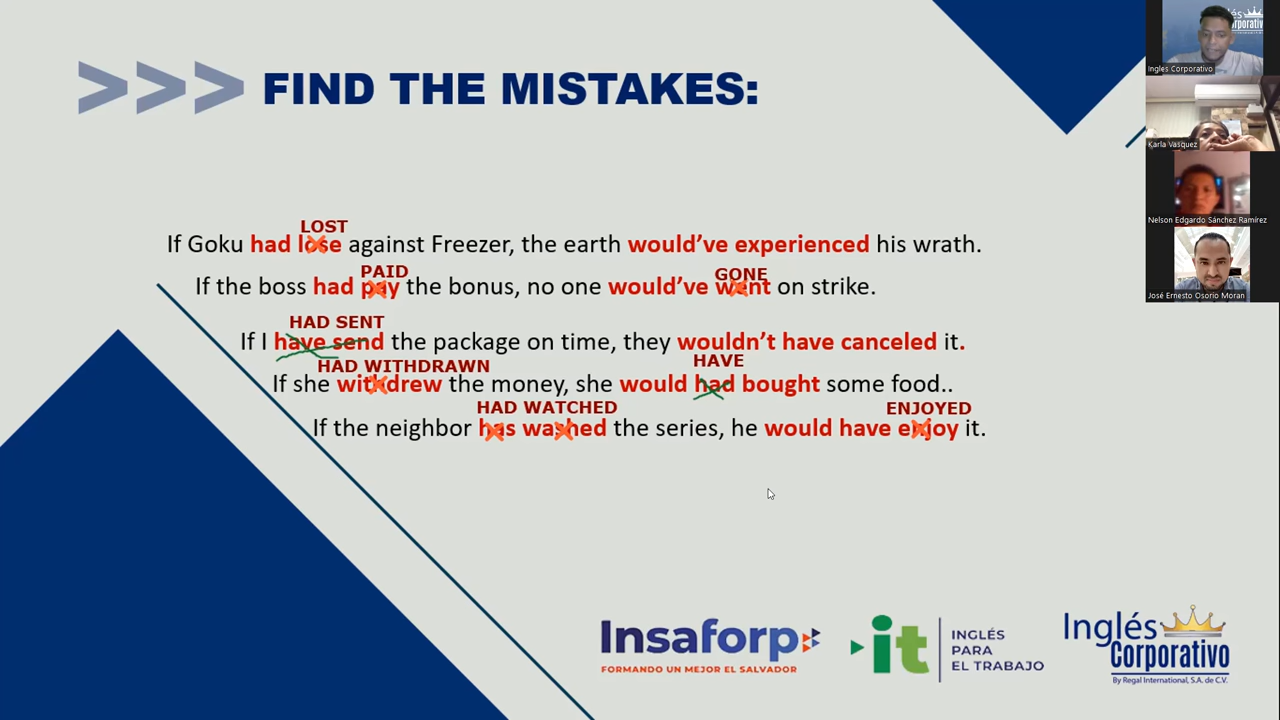 >>> FIND THE MISTAKES:
LOST
If Goku had lose against Freezer, the earth would’ve experienced his wrath.
PAID GONE
If the boss had pay the bonus, no one would’ve went on strike.
HAD SENT
If I have send the package on time, they wouldn’t have canceled it.
HAD WITHDRAWN HAVE
If she withdrew the money, she would had bought some food..
HAD WATCHED ENJOYED
If the neighbor has washed the series, he would have enjoy it.
Insaforp
FORMANDO UN MEJOR EL SALVADOR
it
INGLÉS
PARA
EL TRABAJO
Inglés
Corporativo
By Regal International, S.A. de C.V.
Inglés Corporativo
Karla Vasquez
Nelson Edgardo Sánchez Ramírez
José Ernesto Osorio Moran